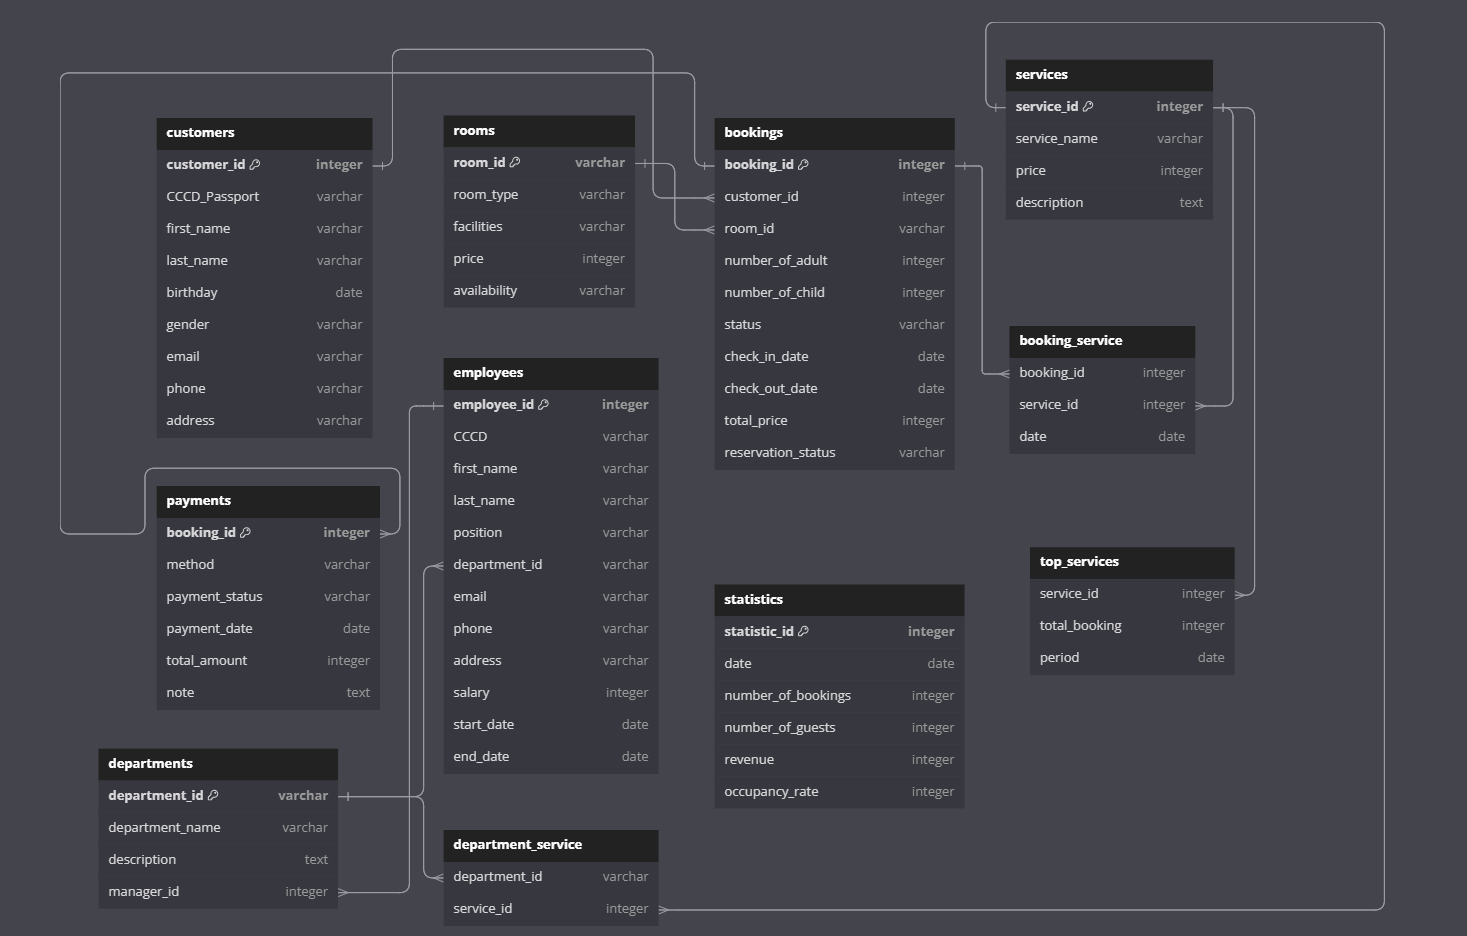 customers
customer_id integer
CCCD_Passport varchar
first_name varchar
last_name varchar
birthday date
gender varchar
email varchar
phone varchar
address varchar
rooms
room_id varchar
room_type varchar
facilities varchar
price integer
availability varchar
bookings
booking_id integer
customer_id integer
room_id varchar
number_of_adult integer
number_of_child integer
status varchar
check_in_date date
check_out_date date
total_price integer
reservation_status varchar
services
service_id integer
service_name varchar
price integer
description text
booking_service
booking_id integer
service_id integer
date date
employees
employee_id integer
CCCD varchar
first_name varchar
last_name varchar
position varchar
department_id varchar
email varchar
phone varchar
address varchar
salary integer
start_date date
end_date date
payments
booking_id integer
method varchar
payment_status varchar
payment_date date
total_amount integer
note text
statistics
statistic_id integer
date date
number_of_bookings integer
number_of_guests integer
revenue integer
occupancy_rate integer
top_services
service_id integer
total_booking integer
period date
departments
department_id varchar
department_name varchar
description text
manager_id integer
department_service
department_id varchar
service_id integer